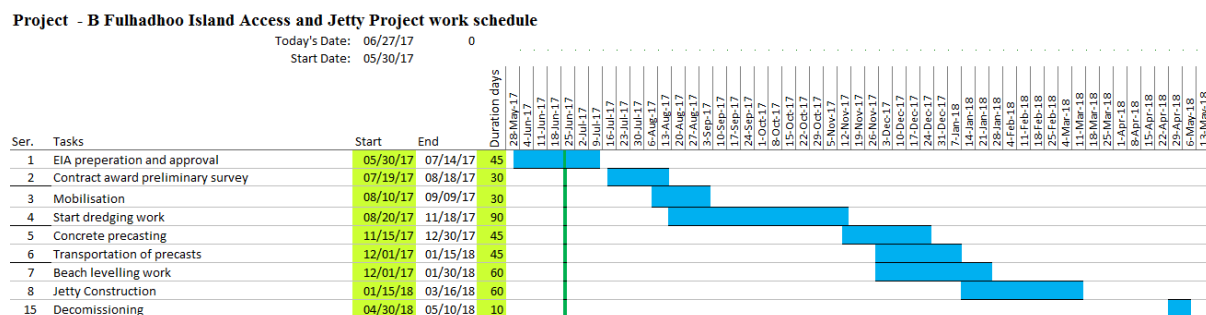 Project - B Fulhadhoo Island Access and Jetty Project work schedule
Today's Date: 06/27/17 0
Start Date: 05/30/17
Ser. Tasks Start End Duration days 28-May-17 4-Jun-17 11-Jun-17 18-Jun-17 25-Jun-17 2-Jul-17 9-Jul-17 16-Jul-17 23-Jul-17 30-Jul-17 6-Aug-17 13-Aug-17 20-Aug-17 27-Aug-17 3-Sep-17 10-Sep-17 17-Sep-17 24-Sep-17 1-Oct-17 8-Oct-17 15-Oct-17 22-Oct-17 29-Oct-17 5-Nov-17 12-Nov-17 19-Nov-17 26-Nov-17 3-Dec-17 10-Dec-17 17-Dec-17 24-Dec-17 31-Dec-17 7-Jan-18 14-Jan-18 21-Jan-18 28-Jan-18 4-Feb-18 11-Feb-18 18-Feb-18 25-Feb-18 4-Mar-18 11-Mar-18 18-Mar-18 25-Mar-18 1-Apr-18 8-Apr-18 15-Apr-18 22-Apr-18 29-Apr-18 6-May-18 13-May-18
1 EIA preperation and approval 05/30/17 07/14/17 45
2 Contract award preliminary survey 07/19/17 08/18/17 30
3 Mobilisation 08/10/17 09/09/17 30
4 Start dredging work 08/20/17 11/18/17 90
5 Concrete precasting 11/15/17 12/30/17 45
6 Transportation of precasts 12/01/17 01/15/18 45
7 Beach levelling work 12/01/17 01/30/18 60
8 Jetty Construction 01/15/18 03/16/18 60
15 Decomissioning 04/30/18 05/10/18 10